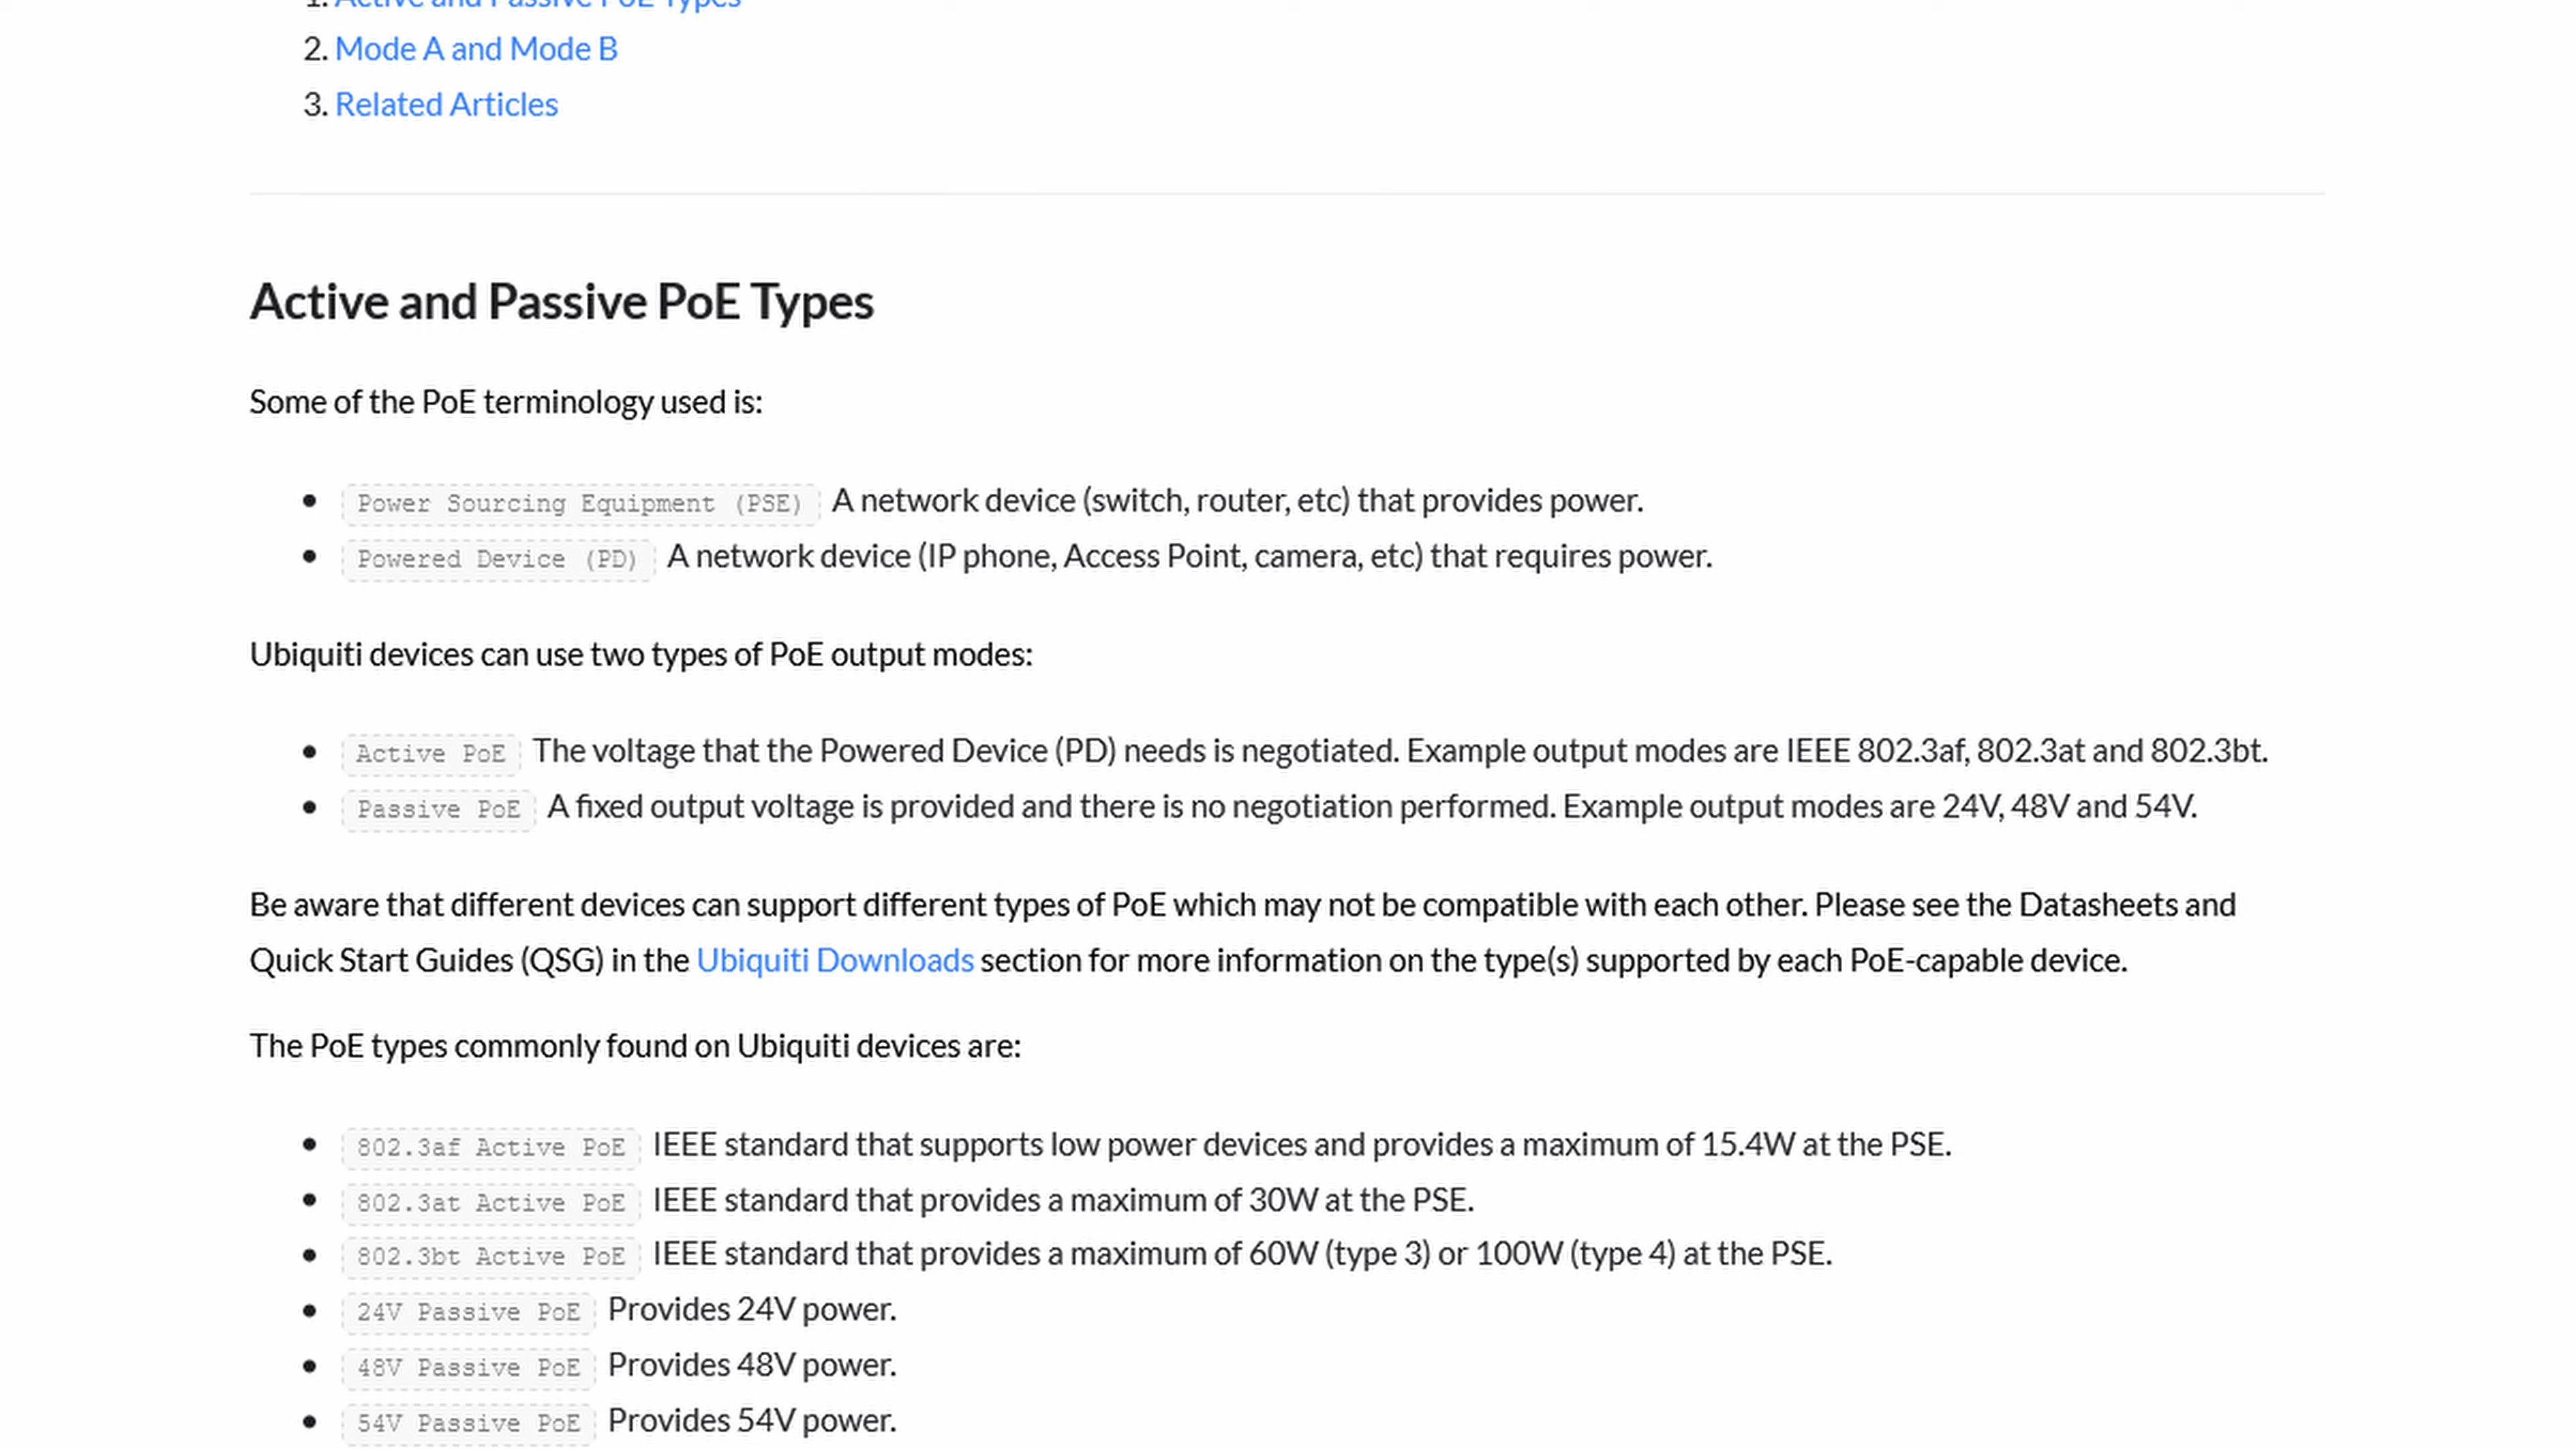 1. Active and Passive PoE Types
2. Mode A and Mode B
3. Related Articles
Active and Passive PoE Types
Some of the PoE terminology used is:
• Power Sourcing Equipment (PSE) A network device (switch, router, etc) that provides power.
• Powered Device (PD) A network device (IP phone, Access Point, camera, etc) that requires power.
Ubiquiti devices can use two types of PoE output modes:
• Active PoE The voltage that the Powered Device (PD) needs is negotiated. Example output modes are IEEE 802.3af, 802.3at and 802.3bt.
• Passive PoE A fixed output voltage is provided and there is no negotiation performed. Example output modes are 24V, 48V and 54V.
Be aware that different devices can support different types of PoE which may not be compatible with each other. Please see the Datasheets and
Quick Start Guides (QSG) in the Ubiquiti Downloads section for more information on the type(s) supported by each PoE-capable device.
The PoE types commonly found on Ubiquiti devices are:
• 802.3af Active PoE IEEE standard that supports low power devices and provides a maximum of 15.4W at the PSE.
• 802.3at Active PoE IEEE standard that provides a maximum of 30W at the PSE.
• 802.3bt Active PoE IEEE standard that provides a maximum of 60W (type 3) or 100W (type 4) at the PSE.
• 24V Passive PoE Provides 24V power.
• 48V Passive PoE Provides 48V power.
• 54V Passive PoE Provides 54V power.